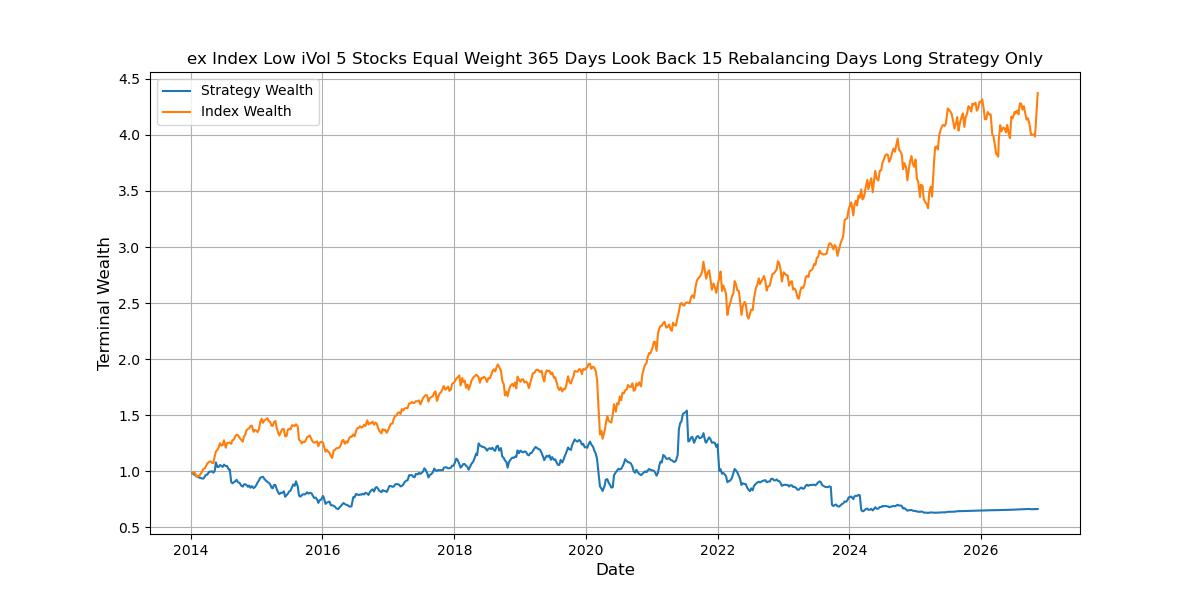 ex Index Low iVol 5 Stocks Equal Weight 365 Days Look Back 15 Rebalancing Days Long Strategy Only
Strategy Wealth
Index Wealth
Terminal Wealth
4.5
4.0
3.5
3.0
2.5
2.0
1.5
1.0
0.5
2014 2016 2018 2020 2022 2024 2026
Date